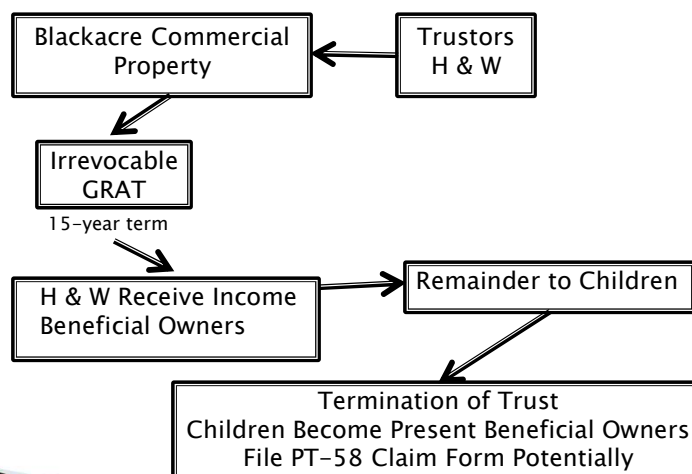 Blackacre Commercial
Property
Trustors
H & W
Irrevocable
GRAT
15-year term
H & W Receive Income
Beneficial Owners
Remainder to Children
Termination of Trust
Children Become Present Beneficial Owners
File PT-58 Claim Form Potentially